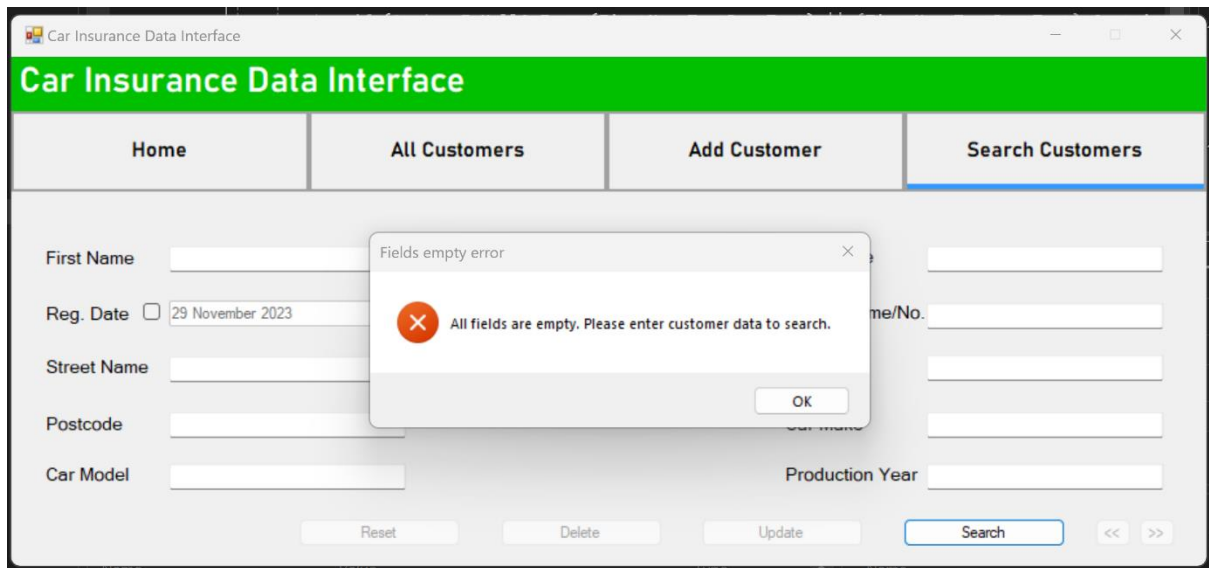 Car Insurance Data Interface
Car Insurance Data Interface
Home All Customers Add Customer Search Customers
Fields empty error
First Name
Reg. Date 29 November 2023 me/No.
All fields are empty. Please enter customer data to search.
Street Name
OK
Postcode
Car Model Production Year
Reset Delete Update Search << >>